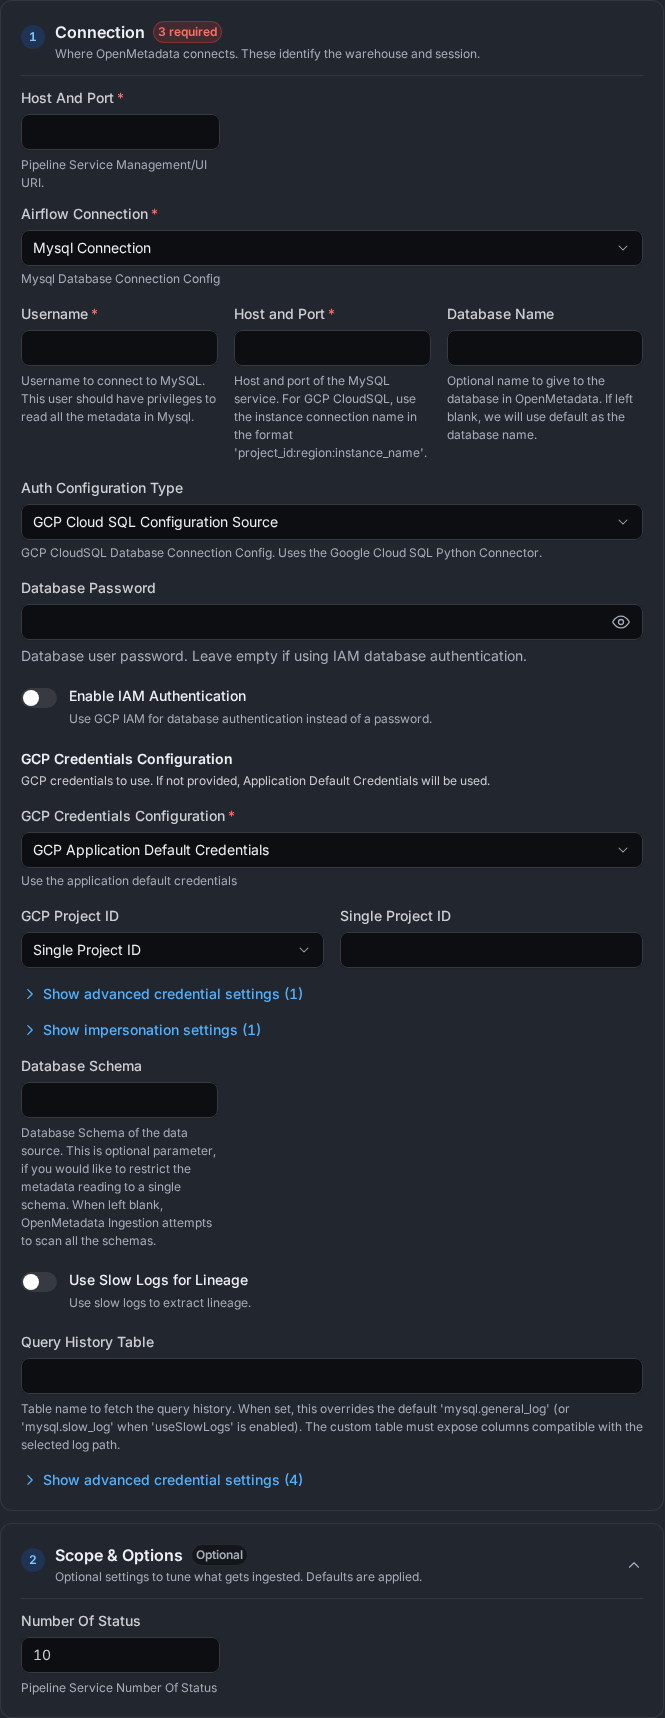 1
Connection 3 required
Where OpenMetadata connects. These identify the warehouse and session.
Host And Port *
Pipeline Service Management/UI
URI.
Airflow Connection *
Mysql Connection
Mysql Database Connection Config
Username *
Username to connect to MySQL.
This user should have privileges to
read all the metadata in Mysql.
Host and Port *
Host and port of the MySQL
service. For GCP CloudSQL, use
the instance connection name in
the format
'project_id:region:instance_name'.
Database Name
Optional name to give to the
database in OpenMetadata. If left
blank, we will use default as the
database name.
Auth Configuration Type
GCP Cloud SQL Configuration Source
GCP CloudSQL Database Connection Config. Uses the Google Cloud SQL Python Connector.
Database Password
Database user password. Leave empty if using IAM database authentication.
Enable IAM Authentication
Use GCP IAM for database authentication instead of a password.
GCP Credentials Configuration
GCP credentials to use. If not provided, Application Default Credentials will be used.
GCP Credentials Configuration *
GCP Application Default Credentials
Use the application default credentials
GCP Project ID
Single Project ID
Single Project ID
Show advanced credential settings (1)
Show impersonation settings (1)
Database Schema
Database Schema of the data
source. This is optional parameter,
if you would like to restrict the
metadata reading to a single
schema. When left blank,
OpenMetadata Ingestion attempts
to scan all the schemas.
Use Slow Logs for Lineage
Use slow logs to extract lineage.
Query History Table
Table name to fetch the query history. When set, this overrides the default 'mysql.general_log' (or
'mysql.slow_log' when 'useSlowLogs' is enabled). The custom table must expose columns compatible with the
selected log path.
Show advanced credential settings (4)
2
Scope & Options Optional
Optional settings to tune what gets ingested. Defaults are applied.
Number Of Status
10
Pipeline Service Number Of Status